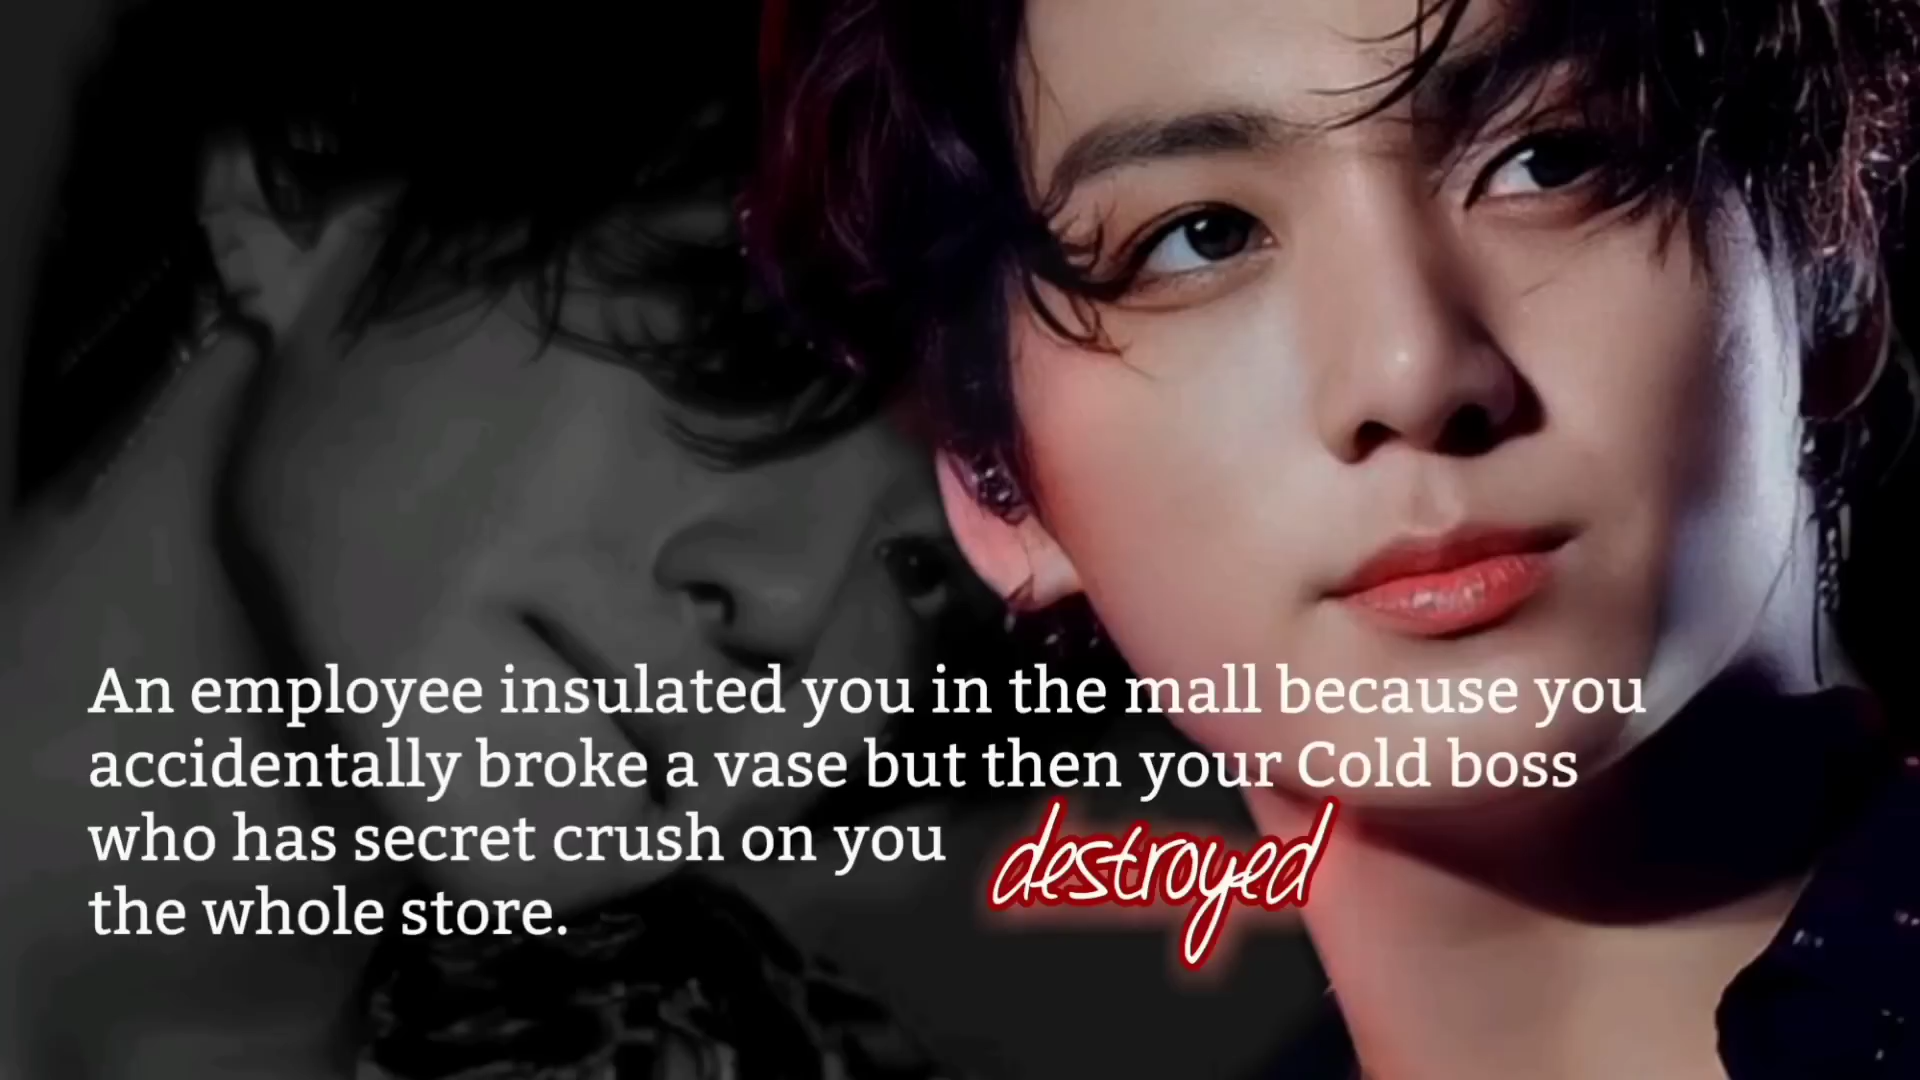 An employee insulated you in the mall because you
accidentally broke a vase but then your Cold boss
who has secret crush on you destroyed
the whole store.